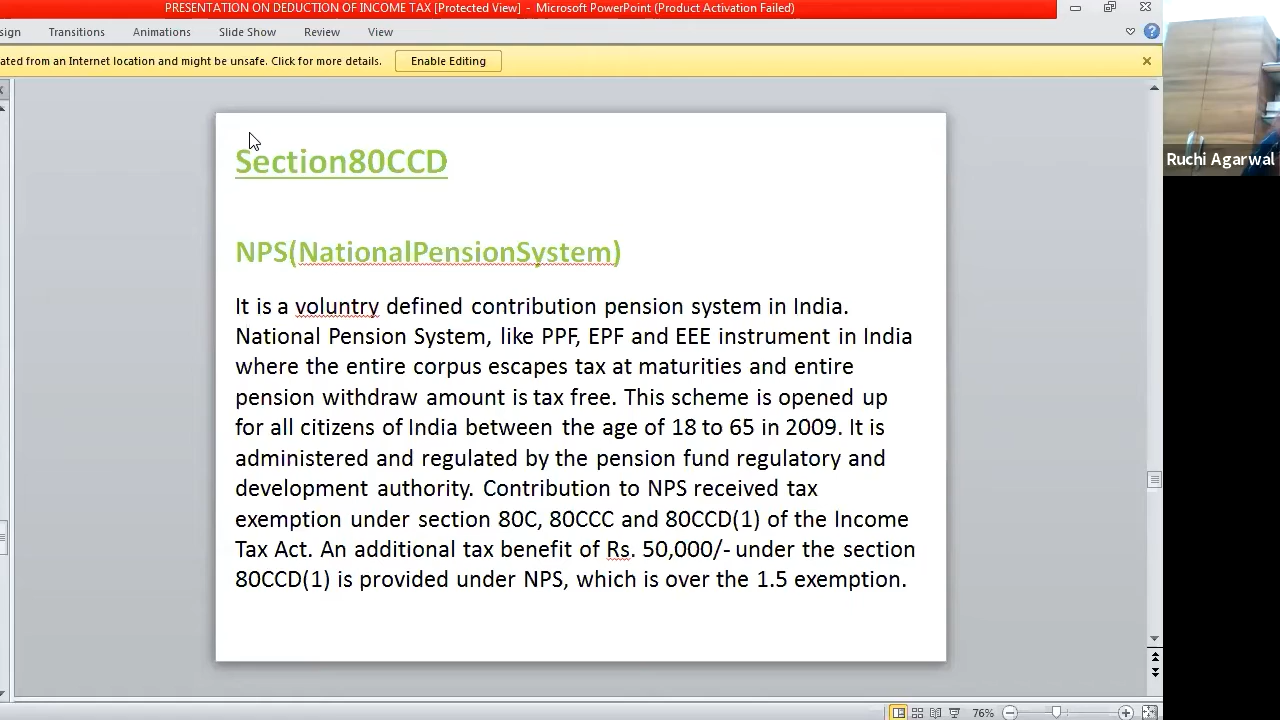 PRESENTATION ON DEDUCTION OF INCOME TAX [Protected View] - Microsoft PowerPoint (Product Activation Failed)
sign Transitions Animations Slide Show Review View
ated from an Internet location and might be unsafe. Click for more details. Enable Editing
Section80CCD
NPS(NationalPensionSystem)
It is a voluntry defined contribution pension system in India.
National Pension System, like PPF, EPF and EEE instrument in India
where the entire corpus escapes tax at maturities and entire
pension withdraw amount is tax free. This scheme is opened up
for all citizens of India between the age of 18 to 65 in 2009. It is
administered and regulated by the pension fund regulatory and
development authority. Contribution to NPS received tax
exemption under section 80C, 80CCC and 80CCD(1) of the Income
Tax Act. An additional tax benefit of Rs. 50,000/- under the section
80CCD(1) is provided under NPS, which is over the 1.5 exemption.
Ruchi Agarwal
76%